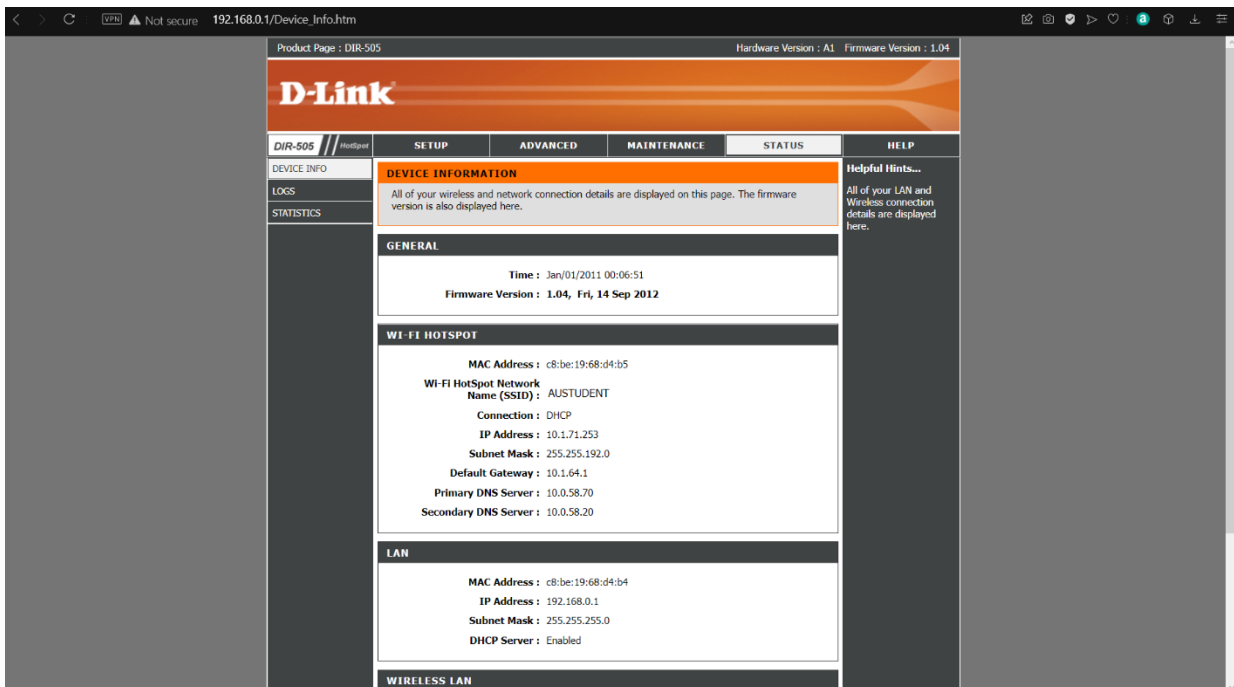 VPN Not secure 192.168.0.1/Device_Info.htm
Product Page : DIR-505 Hardware Version : A1 Firmware Version : 1.04
D-Link
DIR-505 HotSpot SETUP ADVANCED MAINTENANCE STATUS HELP
DEVICE INFO
LOGS
STATISTICS
DEVICE INFORMATION
All of your wireless and network connection details are displayed on this page. The firmware
version is also displayed here.
GENERAL
Time : Jan/01/2011 00:06:51
Firmware Version : 1.04, Fri, 14 Sep 2012
WI-FI HOTSPOT
MAC Address : c8:be:19:68:d4:b5
Wi-Fi HotSpot Network
Name (SSID) : AUSTUDENT
Connection : DHCP
IP Address : 10.1.71.253
Subnet Mask : 255.255.192.0
Default Gateway : 10.1.64.1
Primary DNS Server : 10.0.58.70
Secondary DNS Server : 10.0.58.20
LAN
MAC Address : c8:be:19:68:d4:b4
IP Address : 192.168.0.1
Subnet Mask : 255.255.255.0
DHCP Server : Enabled
WIRELESS LAN
Helpful Hints...
All of your LAN and
Wireless connection
details are displayed
here.